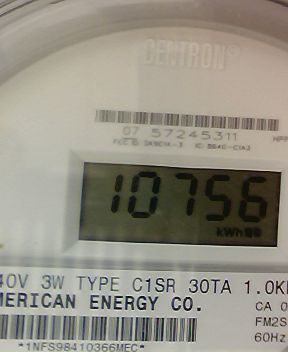 CENTRON®
07 57245311
10756
kWh
40V 3W TYPE C1SR 30TA 1.0K
MERICAN ENERGY CO.
CA 0
FM2S
60Hz
*1NFS98410366MEC*